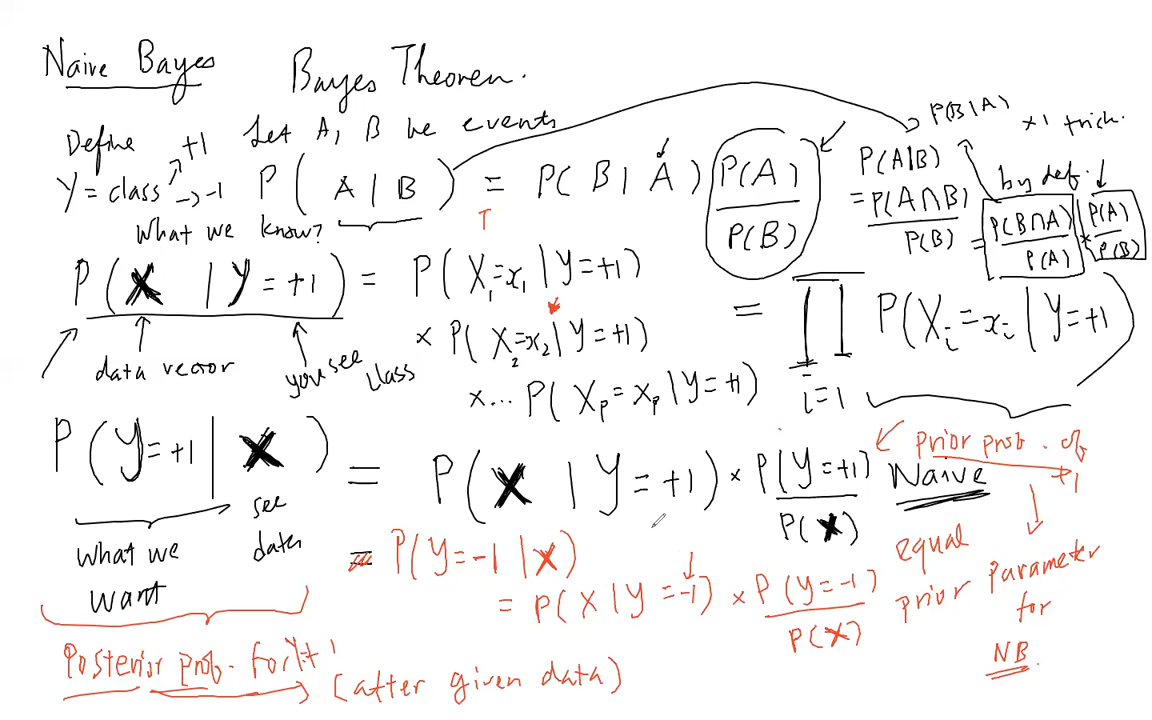 Naive Bayes
Bayes Theorem.
Define +1
Y = class → -1
Let A, B be events
P(A|B) = P(B|A) P(A) / P(B)
P(B|A)
×1 trick.
P(A|B)
= P(A∩B) / P(B)
by def.
= P(B∩A) / P(A) × P(A) / P(B)
What we know?
P(X | Y = +1) = P(X₁=x₁ | Y=+1)
× P(X₂=x₂ | Y=+1)
×... P(Xₚ=xₚ | Y=+1)
= ∏ P(Xᵢ=xᵢ | Y=+1)
i=1
data vector
you see class
P(Y=+1 | X) = P(X | Y=+1) × P(Y=+1) / P(X)
Naive
prior prob. of +1
see data
What we want
= P(Y=-1 | X)
= P(X | Y=-1) × P(Y=-1) / P(X)
equal prior
parameter for NB.
Posterior prob. for Y=+1
(after given data)